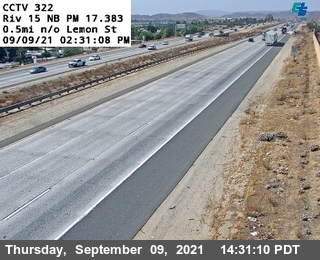 CCTV 322
Riv 15 NB PM 17.383
0.5mi n/o Lemon St
09/09/21 02:31:08 PM
Thursday, September 09, 2021 14:31:10 PDT